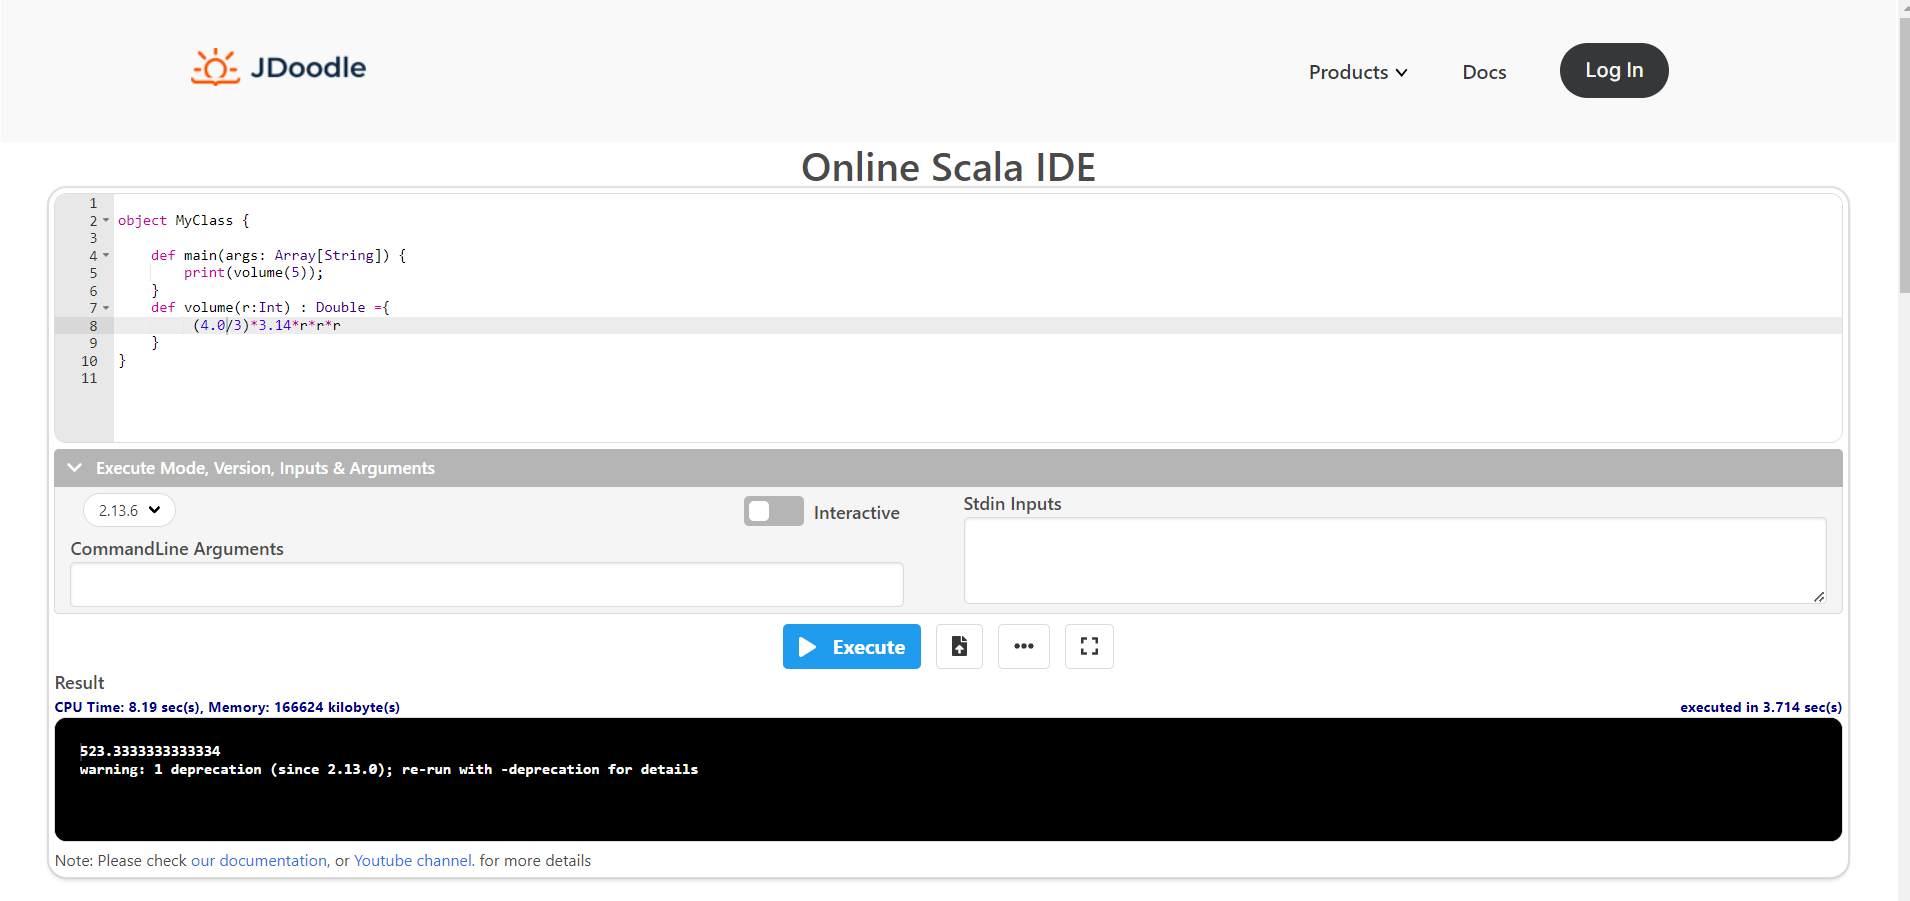 JDoodle
Products
Docs
Log In
Online Scala IDE
1
2 object MyClass {
3
4     def main(args: Array[String]) {
5         print(volume(5));
6     }
7     def volume(r:Int) : Double ={
8          (4.0/3)*3.14*r*r*r
9     }
10 }
11
Execute Mode, Version, Inputs & Arguments
2.13.6
Interactive
Stdin Inputs
CommandLine Arguments
Execute
Result
CPU Time: 8.19 sec(s), Memory: 166624 kilobyte(s)
executed in 3.714 sec(s)
523.3333333333334
warning: 1 deprecation (since 2.13.0); re-run with -deprecation for details
Note: Please check our documentation, or Youtube channel. for more details